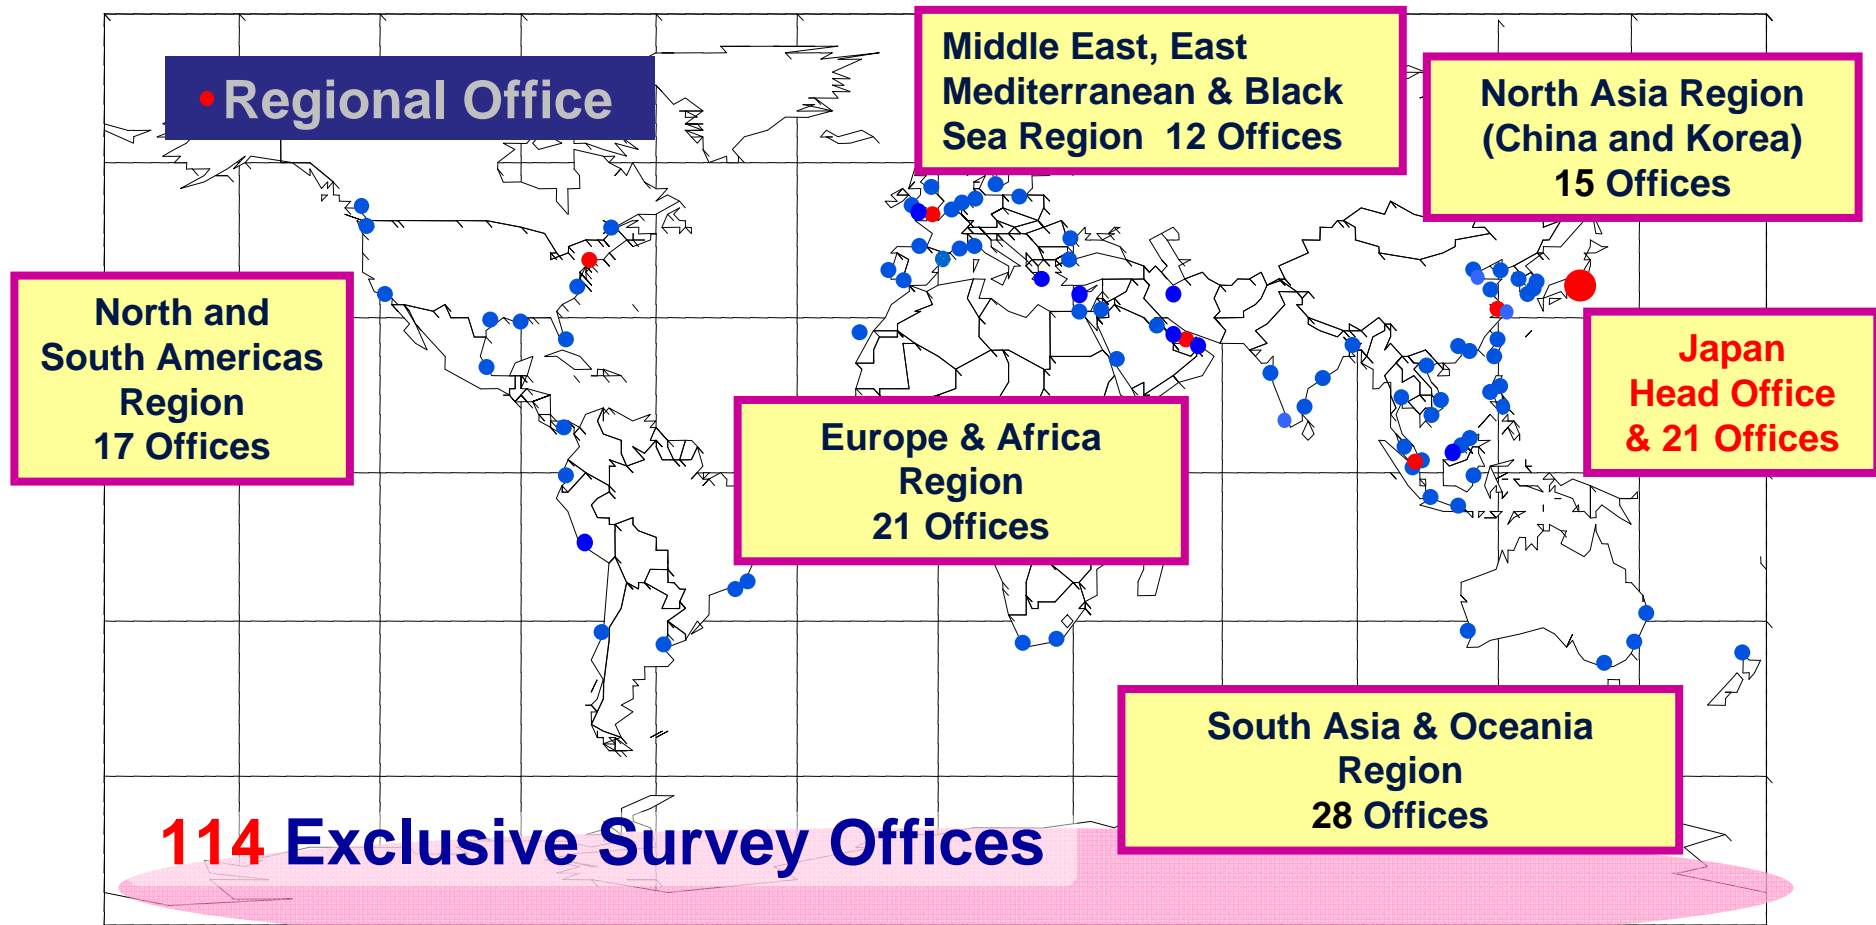 • Regional Office
Middle East, East
Mediterranean & Black
Sea Region 12 Offices
North Asia Region
(China and Korea)
15 Offices
North and
South Americas
Region
17 Offices
Japan
Head Office
& 21 Offices
Europe & Africa
Region
21 Offices
South Asia & Oceania
Region
28 Offices
114 Exclusive Survey Offices